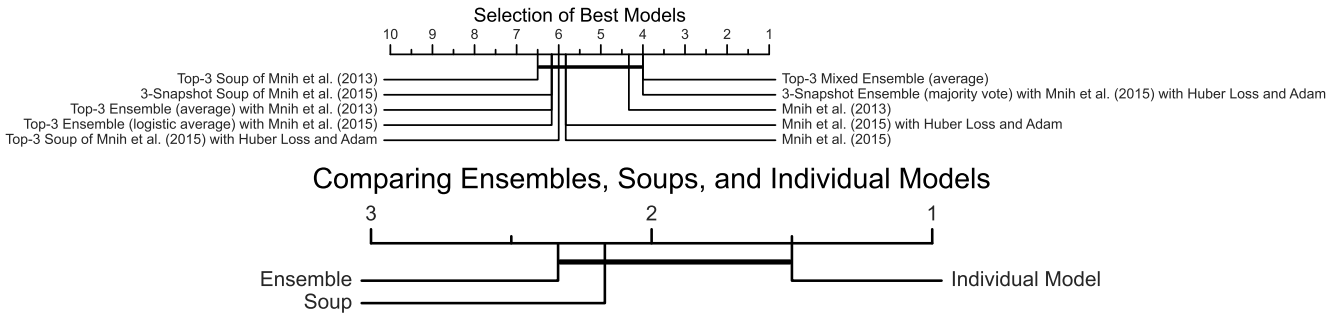 Selection of Best Models
10 9 8 7 6 5 4 3 2 1
Top-3 Soup of Mnih et al. (2013)
3-Snapshot Soup of Mnih et al. (2015)
Top-3 Ensemble (average) with Mnih et al. (2013)
Top-3 Ensemble (logistic average) with Mnih et al. (2015)
Top-3 Soup of Mnih et al. (2015) with Huber Loss and Adam
Top-3 Mixed Ensemble (average)
3-Snapshot Ensemble (majority vote) with Mnih et al. (2015) with Huber Loss and Adam
Mnih et al. (2013)
Mnih et al. (2015) with Huber Loss and Adam
Mnih et al. (2015)
Comparing Ensembles, Soups, and Individual Models
3 2 1
Ensemble
Soup
Individual Model